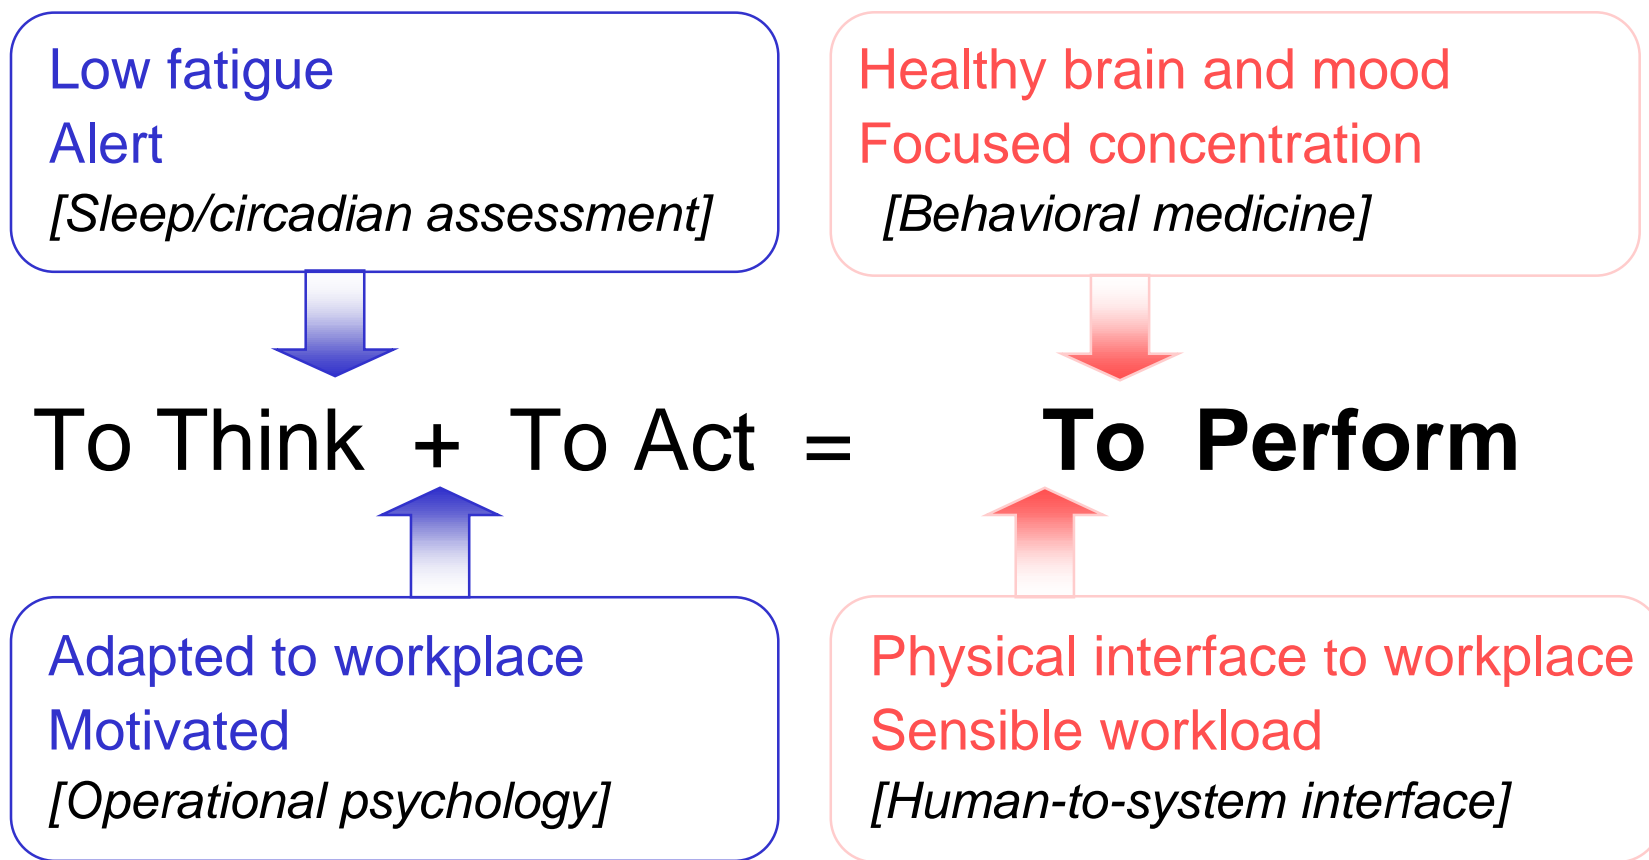 Low fatigue
Alert
[Sleep/circadian assessment]
Healthy brain and mood
Focused concentration
[Behavioral medicine]
To Think + To Act = To Perform
Adapted to workplace
Motivated
[Operational psychology]
Physical interface to workplace
Sensible workload
[Human-to-system interface]